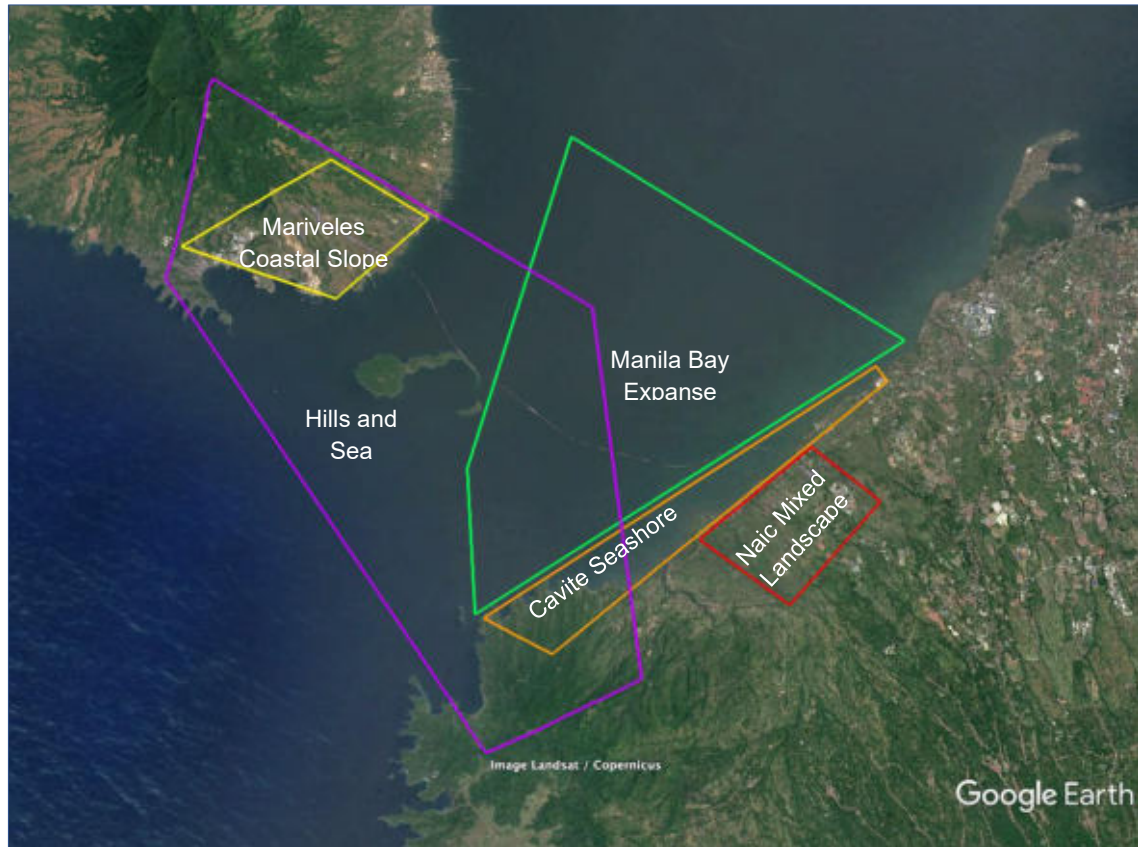 Mariveles
Coastal Slope
Manila Bay
Expanse
Hills and
Sea
Cavite Seashore
Naic Mixed
Landscape
Image Landsat / Copernicus
Google Earth